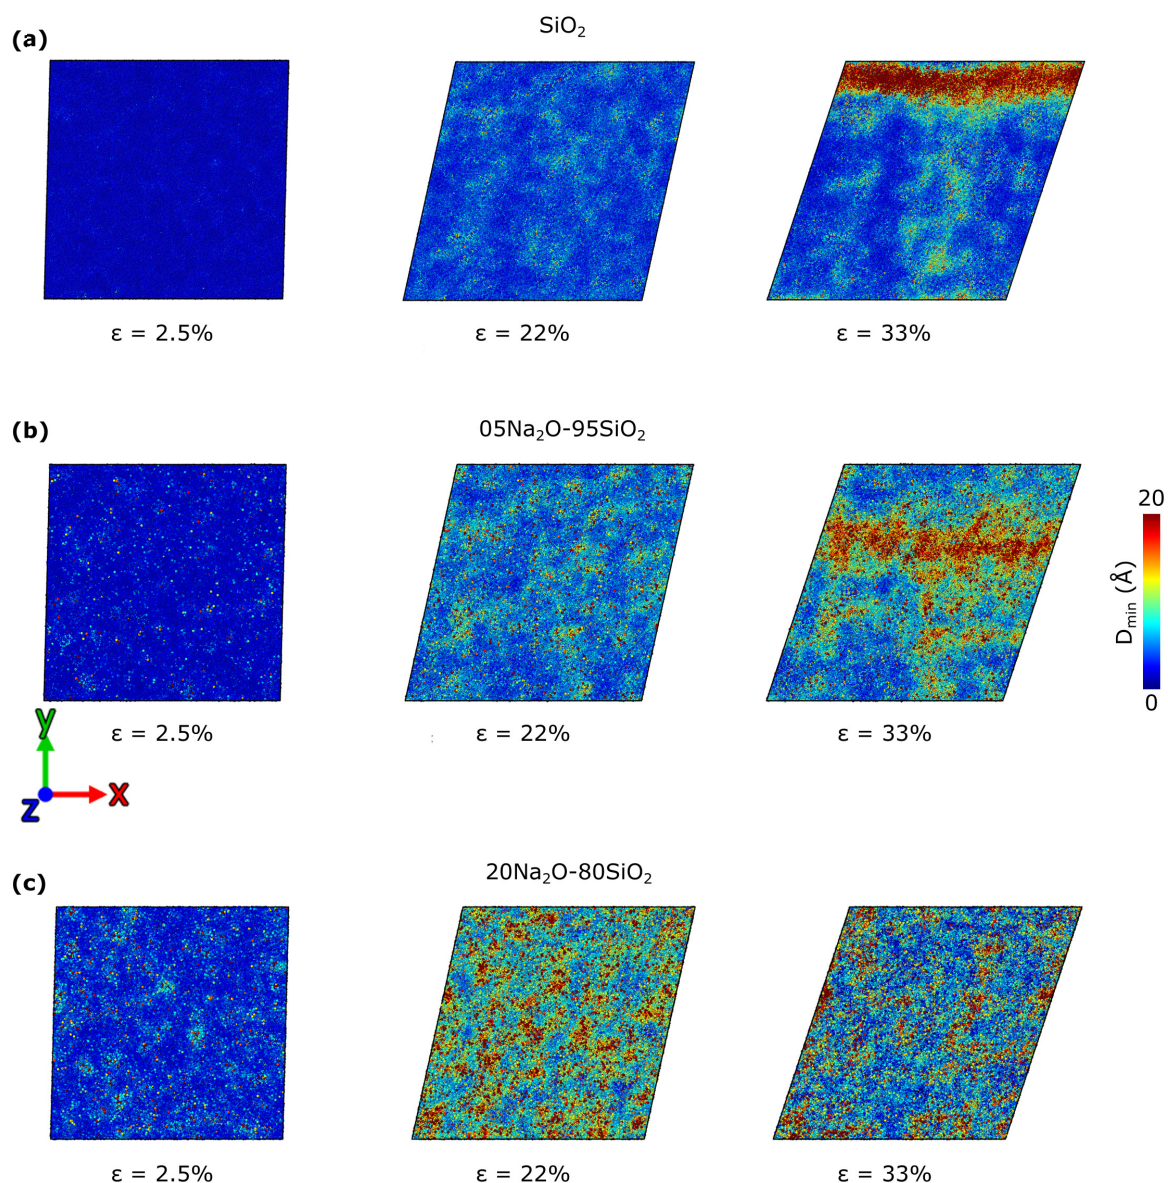 (a)
SiO₂
ε = 2.5%
ε = 22%
ε = 33%
(b)
05Na₂O-95SiO₂
20
D_min (Å)
0
ε = 2.5%
ε = 22%
ε = 33%
y
z
x
(c)
20Na₂O-80SiO₂
ε = 2.5%
ε = 22%
ε = 33%